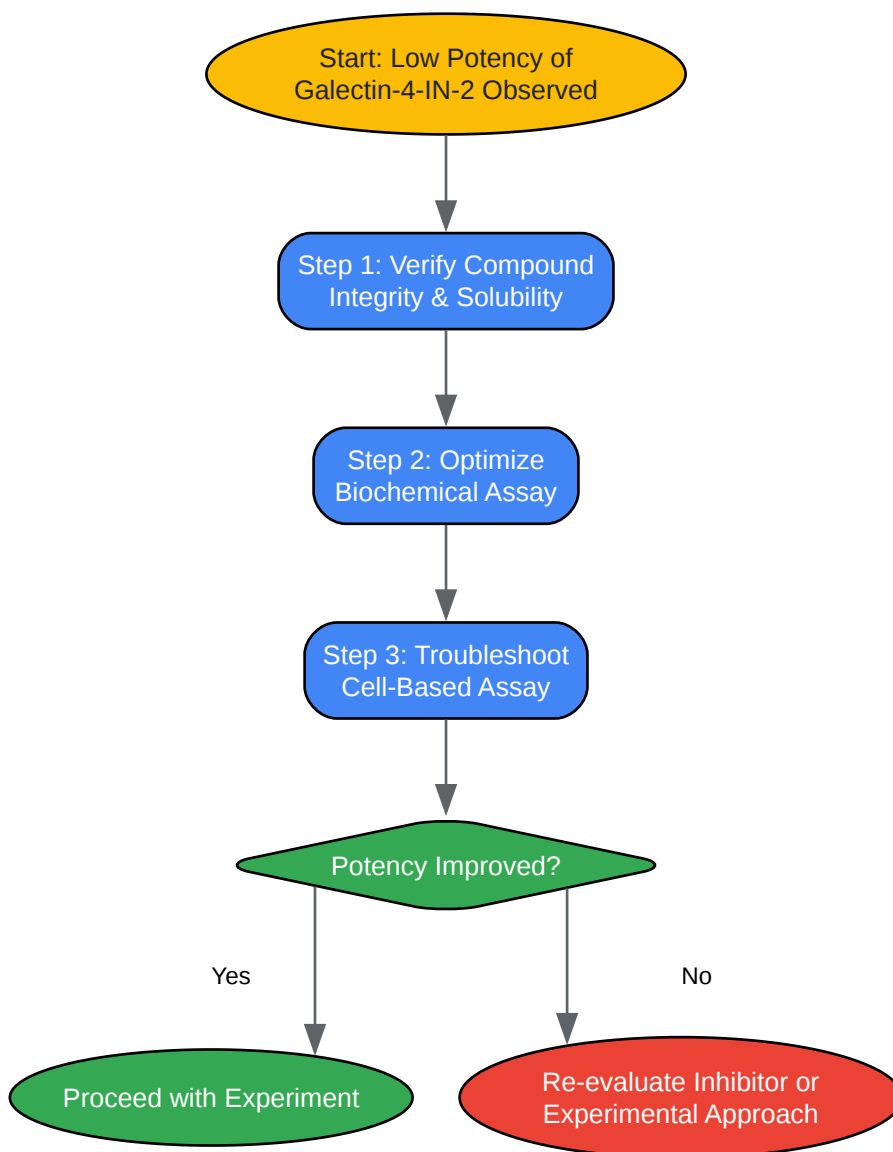 Start: Low Potency of
Galectin-4-IN-2 Observed
Step 1: Verify Compound
Integrity & Solubility
Step 2: Optimize
Biochemical Assay
Step 3: Troubleshoot
Cell-Based Assay
Potency Improved?
Yes
No
Proceed with Experiment
Re-evaluate Inhibitor or
Experimental Approach